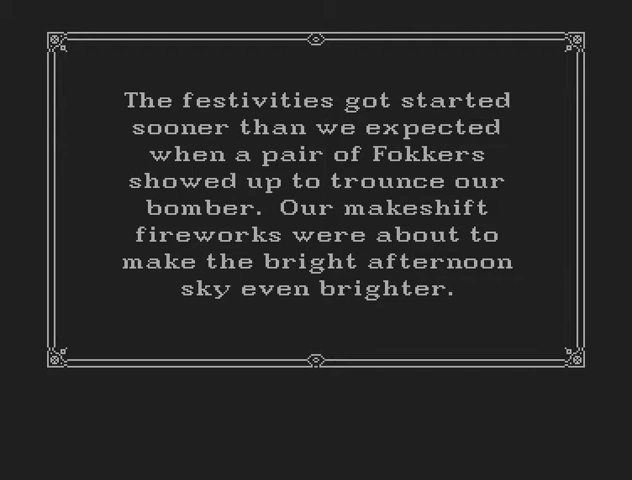 The festivities got started
sooner than we expected
when a pair of Fokkers
showed up to trounce our
bomber.  Our makeshift
fireworks were about to
make the bright afternoon
sky even brighter.